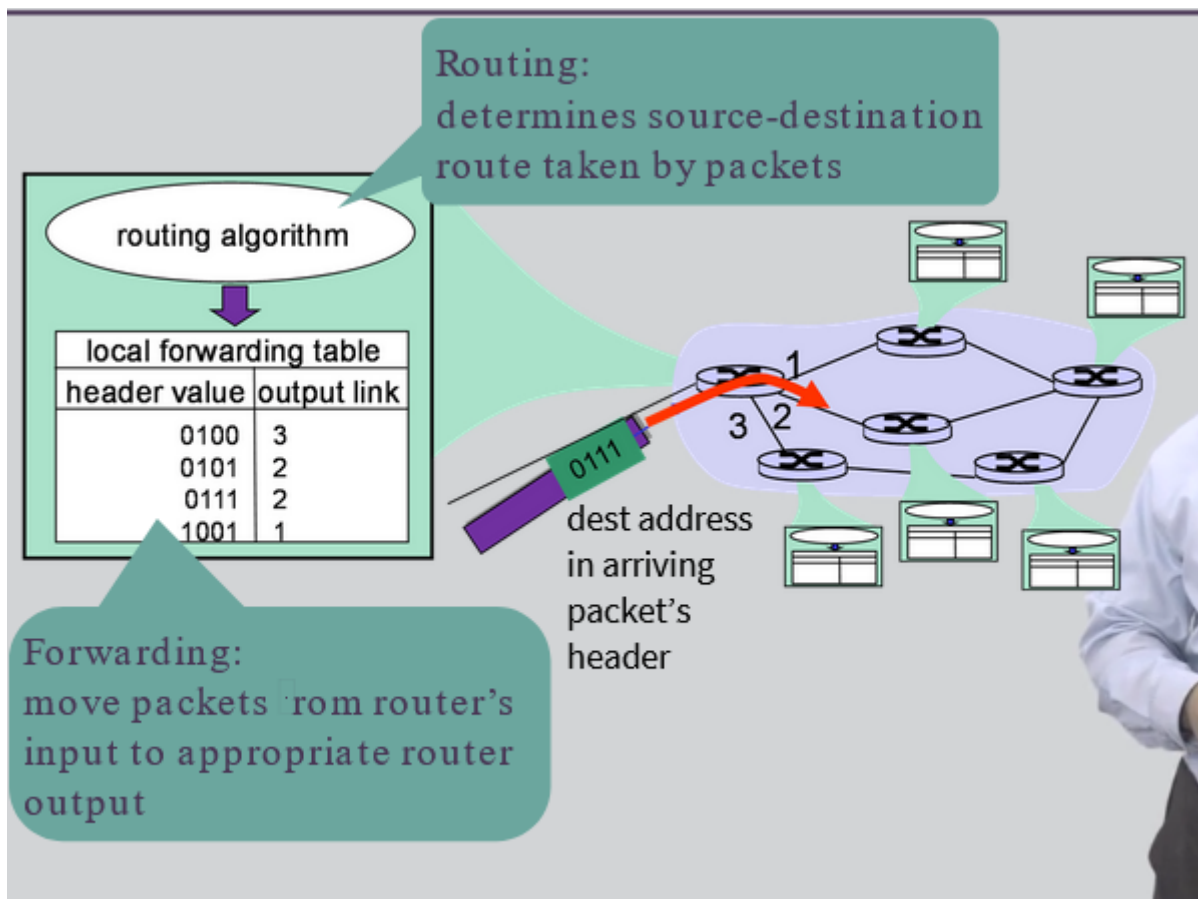 Routing:
determines source-destination
route taken by packets
routing algorithm
local forwarding table
header value output link
0100 3
0101 2
0111 2
1001 1
1
2
3
0111
dest address
in arriving
packet's
header
Forwarding:
move packets rom router's
input to appropriate router
output